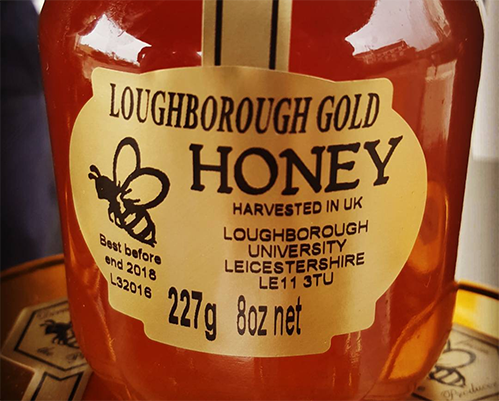 LOUGHBOROUGH GOLD
HONEY
HARVESTED IN UK
LOUGHBOROUGH
UNIVERSITY
LEICESTERSHIRE
LE11 3TU
Best before
end 2018
L32016
227g 8oz net